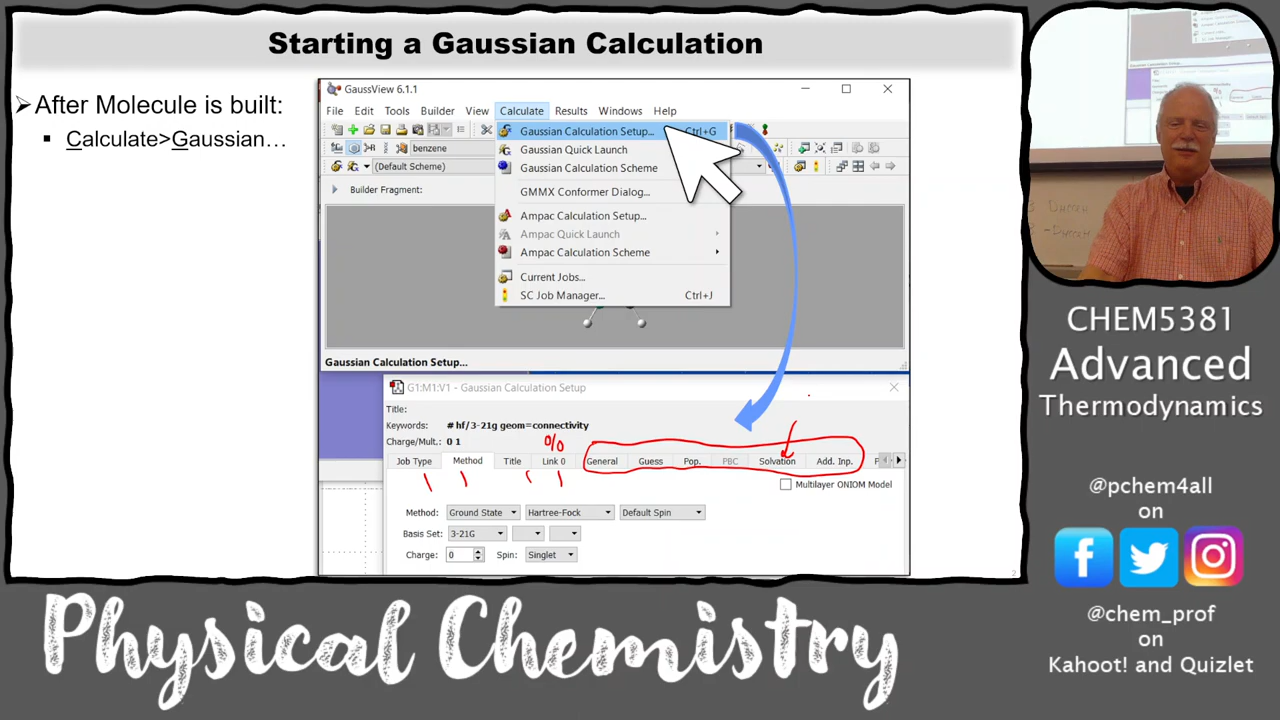 Starting a Gaussian Calculation
➢After Molecule is built:
▪ Calculate>Gaussian…
GaussView 6.1.1
File Edit Tools Builder View Calculate Results Windows Help
Gaussian Calculation Setup... Ctrl+G
Gaussian Quick Launch
Gaussian Calculation Scheme
GMMX Conformer Dialog...
Ampac Calculation Setup...
Ampac Quick Launch
Ampac Calculation Scheme
Current Jobs...
SC Job Manager... Ctrl+J
benzene
(Default Scheme)
Builder Fragment:
Gaussian Calculation Setup...
G1:M1:V1 - Gaussian Calculation Setup
Title:
Keywords: # hf/3-21g geom=connectivity
Charge/Mult.: 0 1
%
Job Type Method Title Link 0 General Guess Pop. PBC Solvation Add. Inp. P
Multilayer ONIOM Model
Method: Ground State Hartree-Fock Default Spin
Basis Set: 3-21G
Charge: 0 Spin: Singlet
2
CHEM5381
Advanced
Thermodynamics
@pchem4all
on
@chem_prof
on
Kahoot! and Quizlet
Physical Chemistry